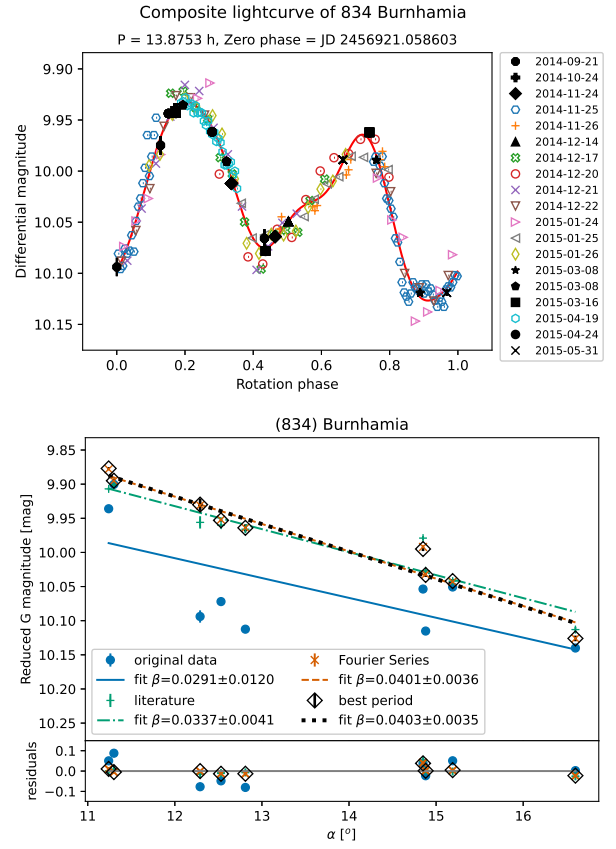 Composite lightcurve of 834 Burnhamia
P = 13.8753 h, Zero phase = JD 2456921.058603
Differential magnitude
9.90
9.95
10.00
10.05
10.10
10.15
0.0 0.2 0.4 0.6 0.8 1.0
Rotation phase
2014-09-21
2014-10-24
2014-11-24
2014-11-25
2014-11-26
2014-12-14
2014-12-17
2014-12-20
2014-12-21
2014-12-22
2015-01-24
2015-01-25
2015-01-26
2015-03-08
2015-03-08
2015-03-16
2015-04-19
2015-04-24
2015-05-31
(834) Burnhamia
Reduced G magnitude [mag]
9.85
9.90
9.95
10.00
10.05
10.10
10.15
10.20
10.25
original data
fit β=0.0291±0.0120
literature
fit β=0.0337±0.0041
Fourier Series
fit β=0.0401±0.0036
best period
fit β=0.0403±0.0035
residuals
0.1
0.0
−0.1
11 12 13 14 15 16
α [°]